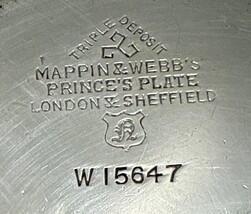 TRIPLE DEPOSIT
MAPPIN & WEBB'S
PRINCE'S PLATE
LONDON & SHEFFIELD
W 15647